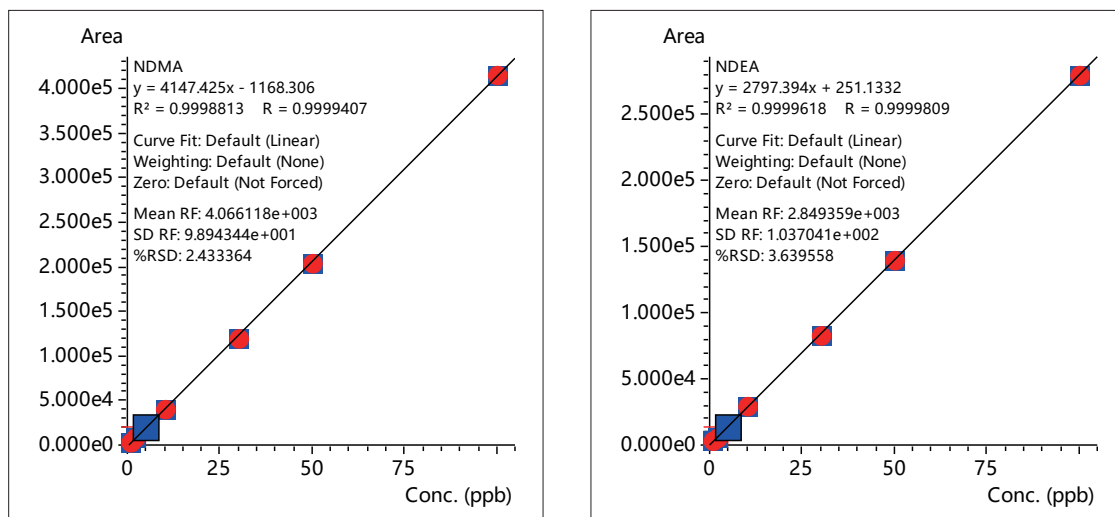 Area
NDMA
y = 4147.425x - 1168.306
R² = 0.9998813 R = 0.9999407
Curve Fit: Default (Linear)
Weighting: Default (None)
Zero: Default (Not Forced)
Mean RF: 4.066118e+003
SD RF: 9.894344e+001
%RSD: 2.433364
4.000e5
3.500e5
3.000e5
2.500e5
2.000e5
1.500e5
1.000e5
5.000e4
0.000e0
0 25 50 75
Conc. (ppb)
Area
NDEA
y = 2797.394x + 251.1332
R² = 0.9999618 R = 0.9999809
Curve Fit: Default (Linear)
Weighting: Default (None)
Zero: Default (Not Forced)
Mean RF: 2.849359e+003
SD RF: 1.037041e+002
%RSD: 3.639558
2.500e5
2.000e5
1.500e5
1.000e5
5.000e4
0.000e0
0 25 50 75
Conc. (ppb)